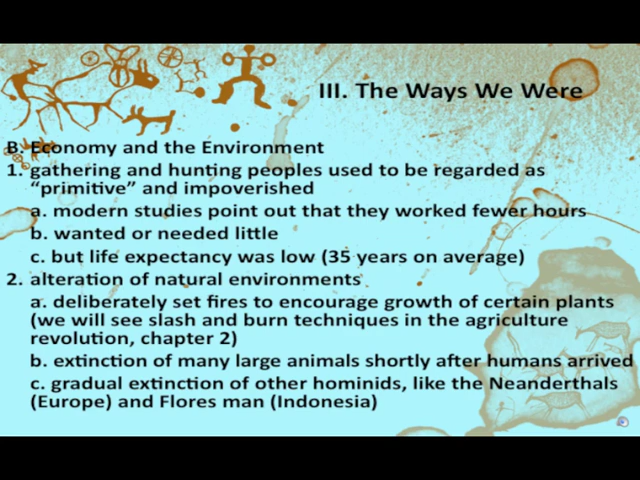 III. The Ways We Were
B. Economy and the Environment
1. gathering and hunting peoples used to be regarded as
“primitive” and impoverished
a. modern studies point out that they worked fewer hours
b. wanted or needed little
c. but life expectancy was low (35 years on average)
2. alteration of natural environments
a. deliberately set fires to encourage growth of certain plants
(we will see slash and burn techniques in the agriculture
revolution, chapter 2)
b. extinction of many large animals shortly after humans arrived
c. gradual extinction of other hominids, like the Neanderthals
(Europe) and Flores man (Indonesia)